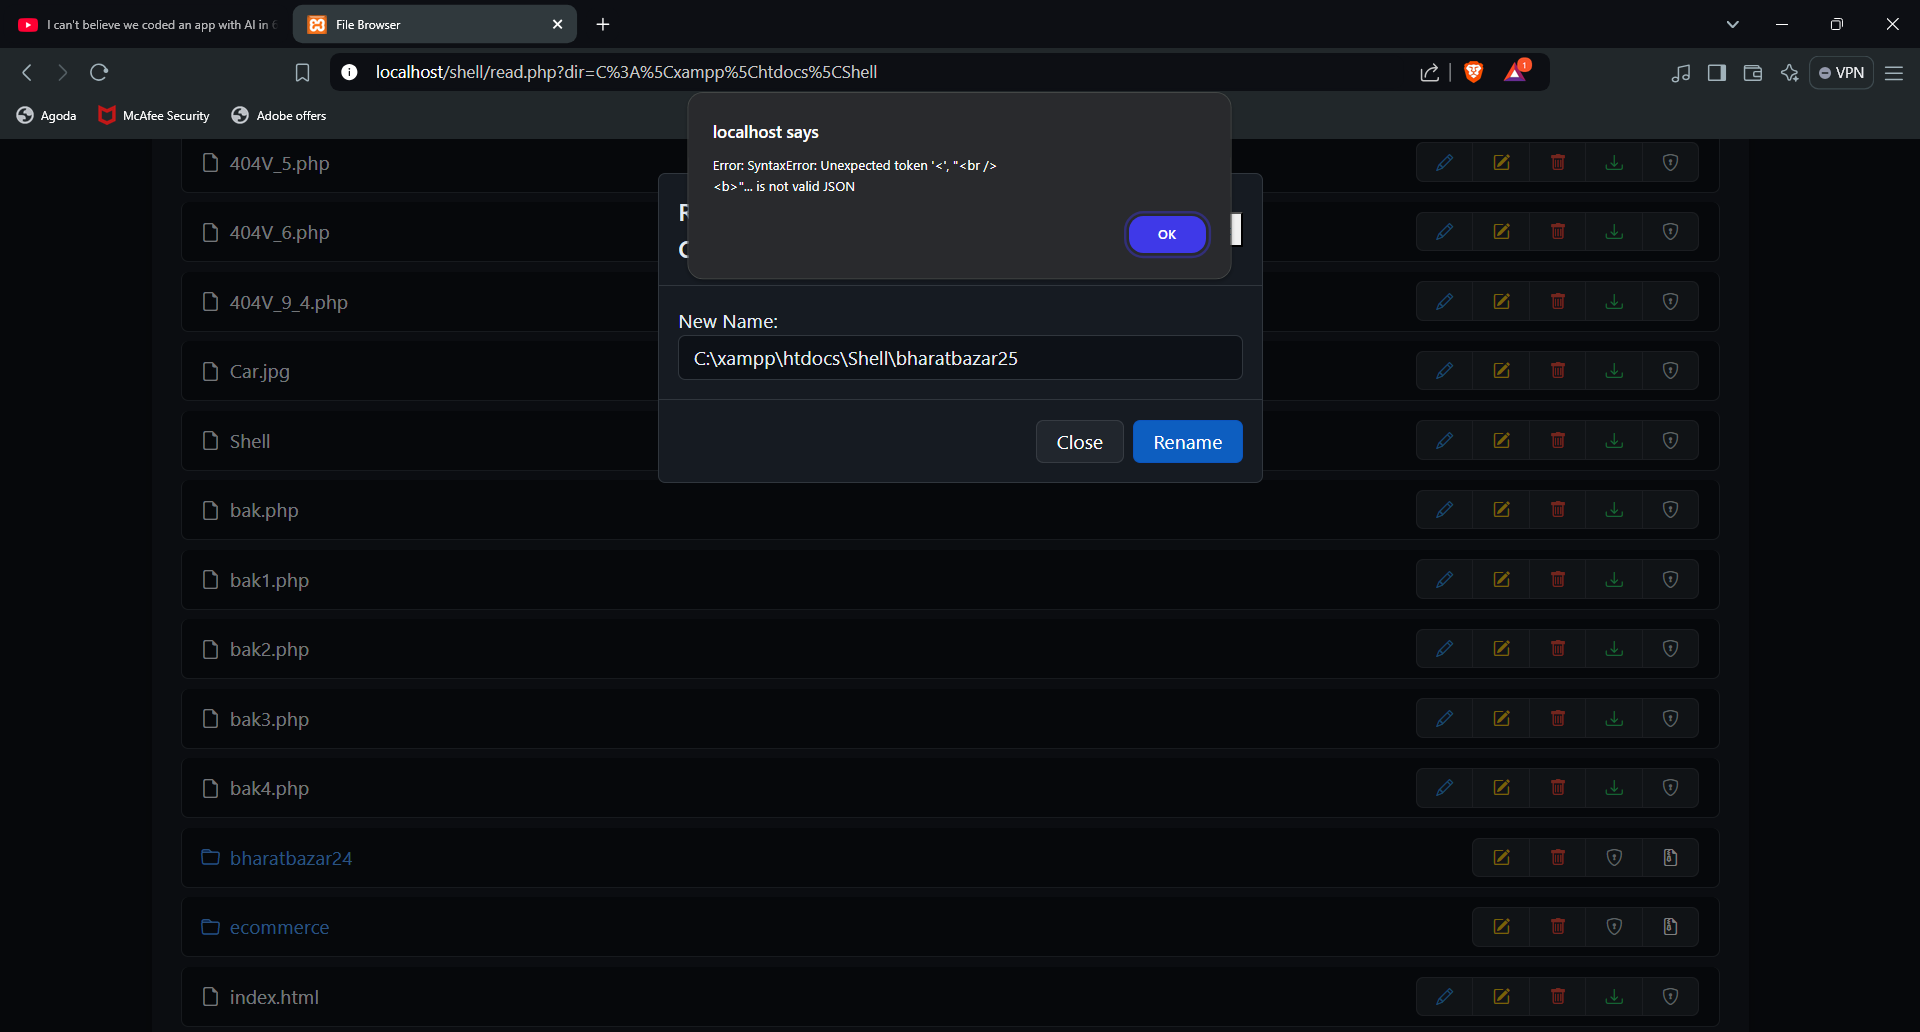 I can't believe we coded an app with AI in
File Browser
localhost/shell/read.php?dir=C%3A%5Cxampp%5Chtdocs%5CShell
1
VPN
Agoda
McAfee Security
Adobe offers
localhost says
Error: SyntaxError: Unexpected token '<', "<br />
<b>"... is not valid JSON
OK
New Name:
C:\xampp\htdocs\Shell\bharatbazar25
Close
Rename
404V_5.php
404V_6.php
404V_9_4.php
Car.jpg
Shell
bak.php
bak1.php
bak2.php
bak3.php
bak4.php
bharatbazar24
ecommerce
index.html